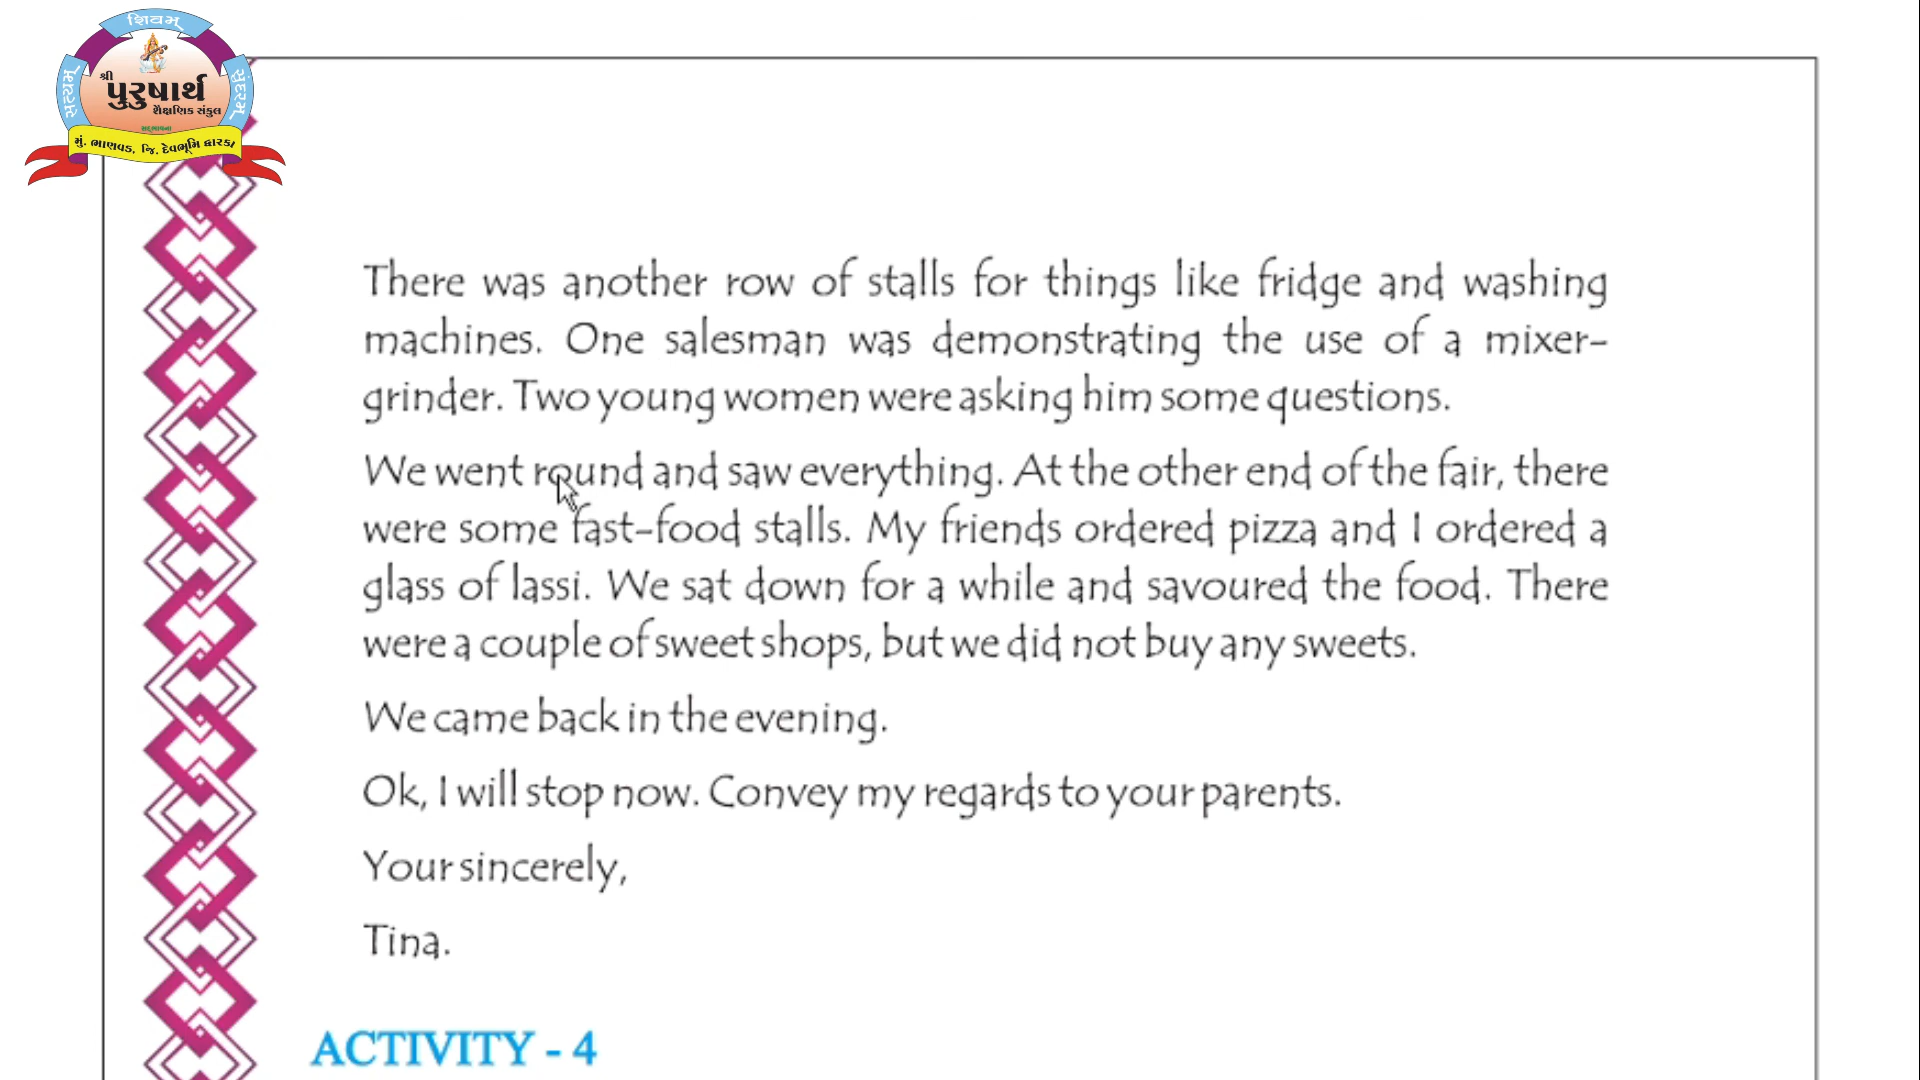 શિવમ્
સત્યમ્
સુંદરમ્
શ્રી
પુરુષાર્થ
શૈક્ષણિક સંકુલ
સદ્ભાવના
મું. ભાણવડ, જિ. દેવભૂમિ દ્વારકા
There was another row of stalls for things like fridge and washing
machines. One salesman was demonstrating the use of a mixer-
grinder. Two young women were asking him some questions.
We went round and saw everything. At the other end of the fair, there
were some fast-food stalls. My friends ordered pizza and I ordered a
glass of lassi. We sat down for a while and savoured the food. There
were a couple of sweet shops, but we did not buy any sweets.
We came back in the evening.
Ok, I will stop now. Convey my regards to your parents.
Your sincerely,
Tina.
ACTIVITY - 4